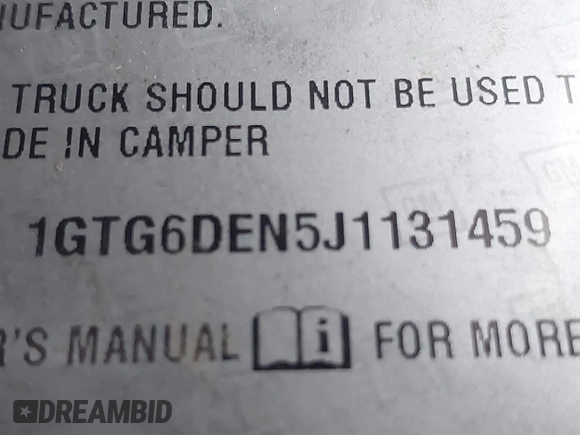 NUFACTURED.
TRUCK SHOULD NOT BE USED T
DE IN CAMPER
1GTG6DEN5J1131459
R'S MANUAL i FOR MORE
DREAMBID